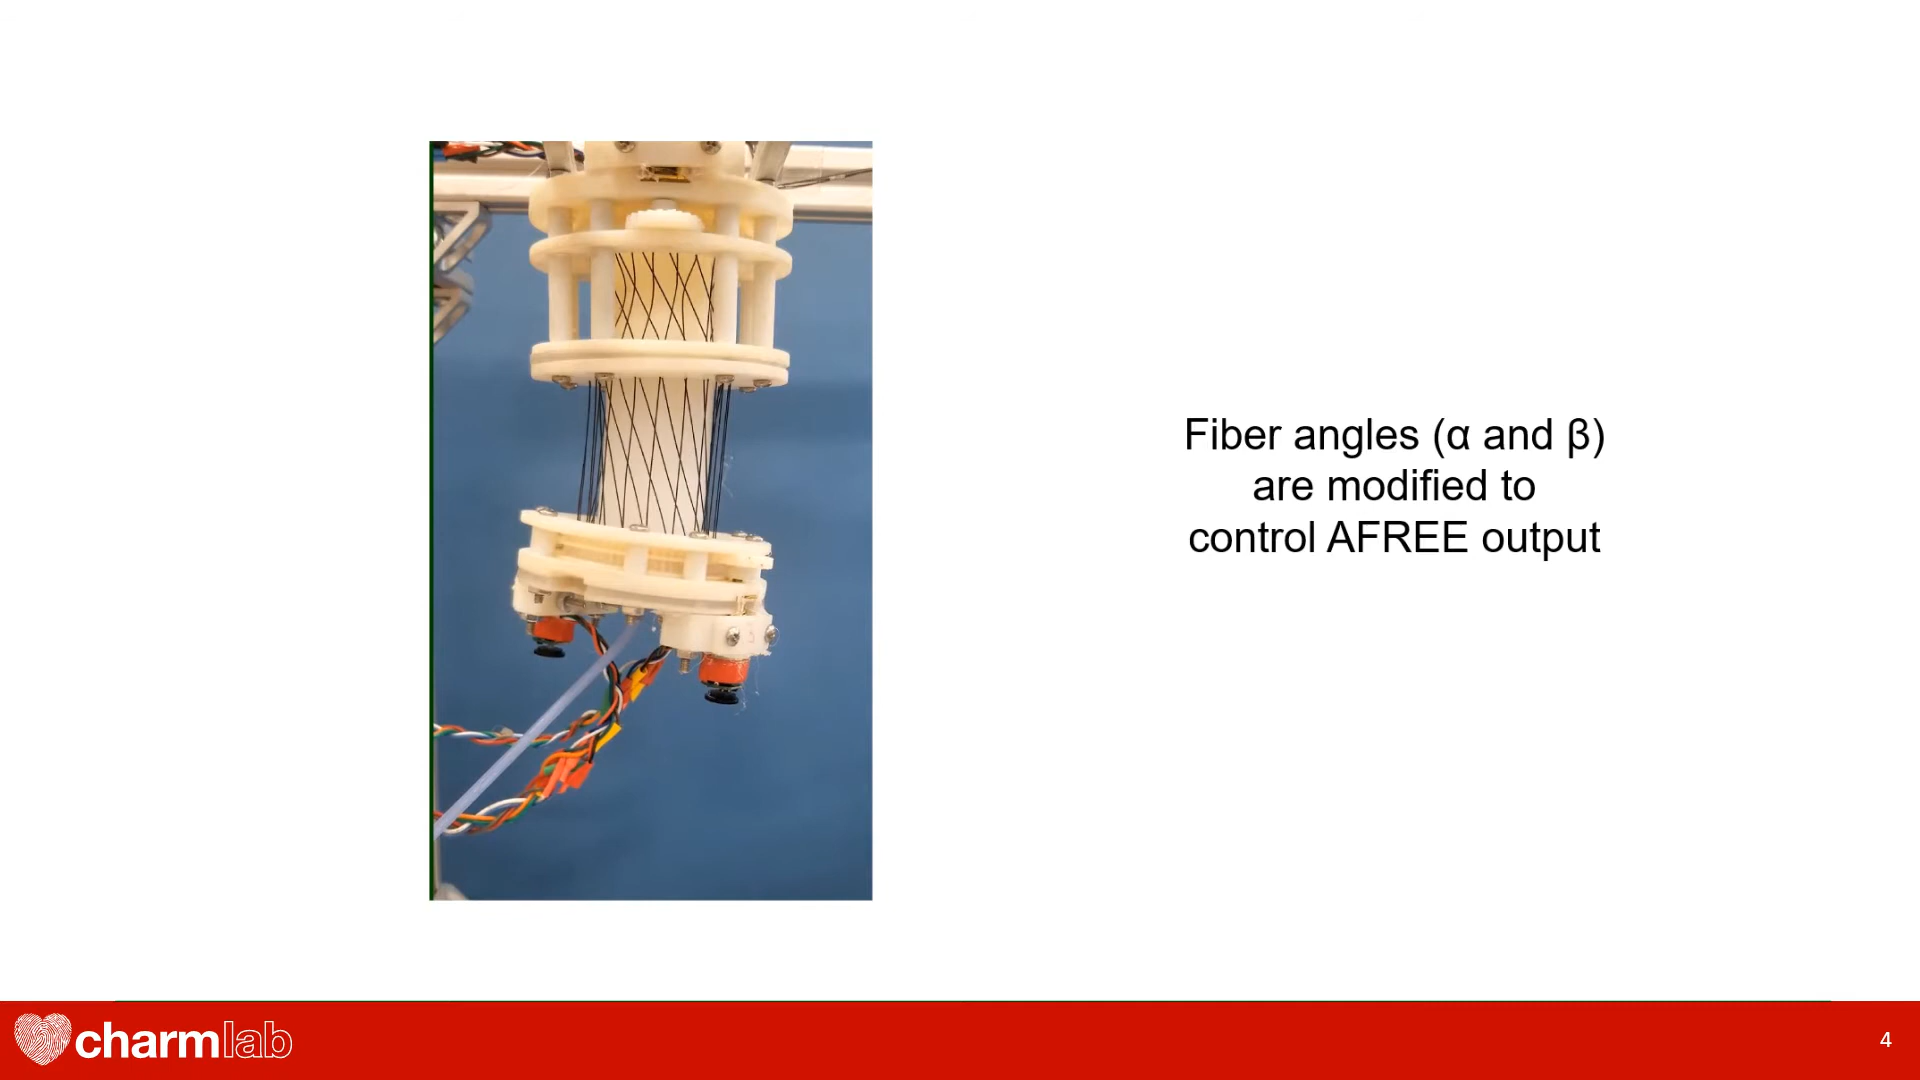 Fiber angles (α and β)
are modified to
control AFREE output
charmlab
4